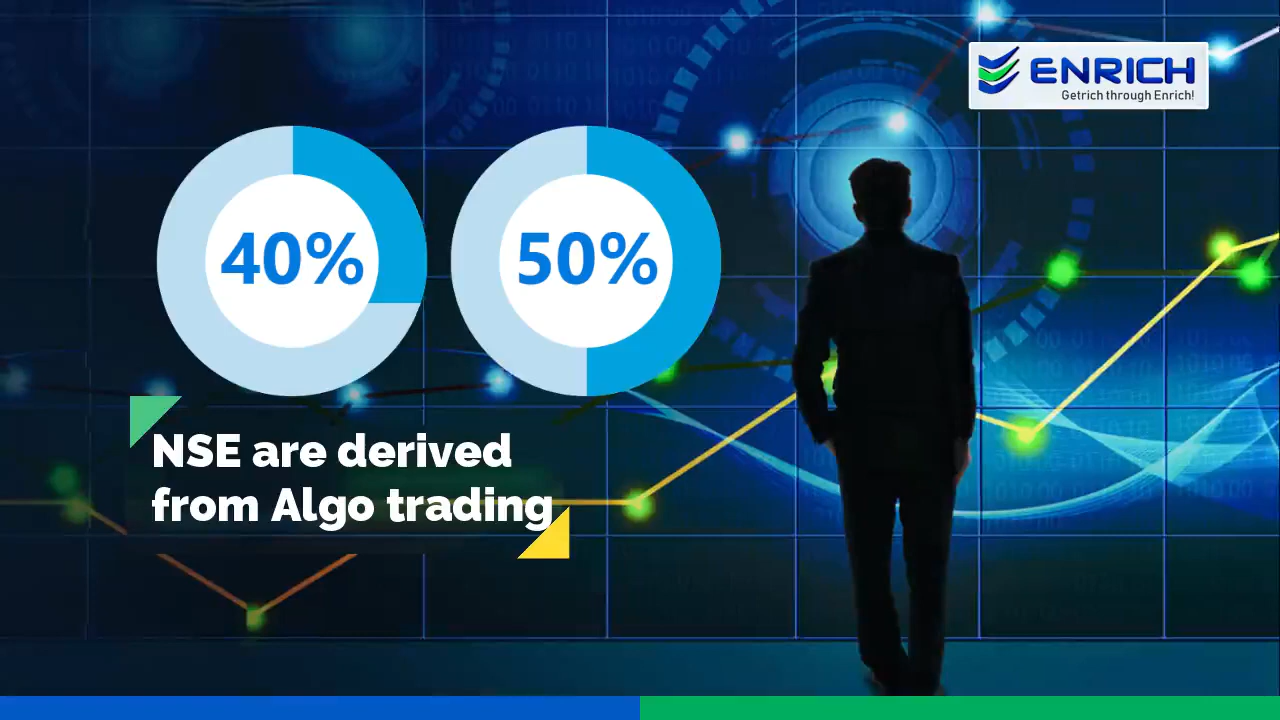 ENRICH
Getrich through Enrich!
40% 50%
NSE are derived
from Algo trading